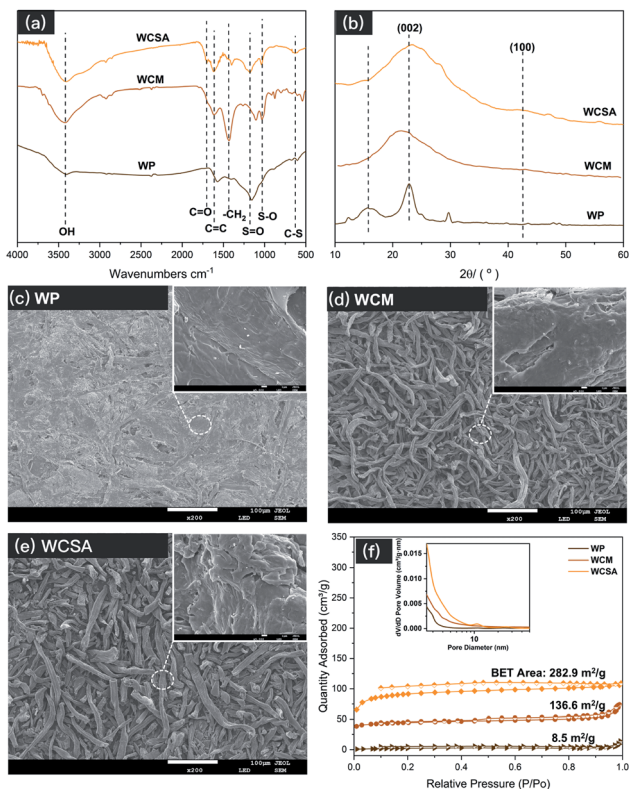 (a)
WCSA
WCM
WP
C=O
-CH2
S-O
C=C
S=O
C-S
OH
4000 3500 3000 2500 2000 1500 1000 500
Wavenumbers cm-1
(b)
(002)
(100)
WCSA
WCM
WP
10 20 30 40 50 60
2θ/ ( ° )
(c) WP
100μm JEOL
x200 LED SEM
(d) WCM
100μm JEOL
x200 LED SEM
(e) WCSA
100μm JEOL
x200 LED SEM
(f)
350
300
250
200
150
100
50
0
Quantity Adsorbed (cm³/g)
0.015
0.010
0.005
0.000
dV/dD Pore Volume (cm³/g·nm)
10
Pore Diameter (nm)
WP
WCM
WCSA
BET Area: 282.9 m²/g
136.6 m²/g
8.5 m²/g
0.0 0.2 0.4 0.6 0.8 1.0
Relative Pressure (P/Po)